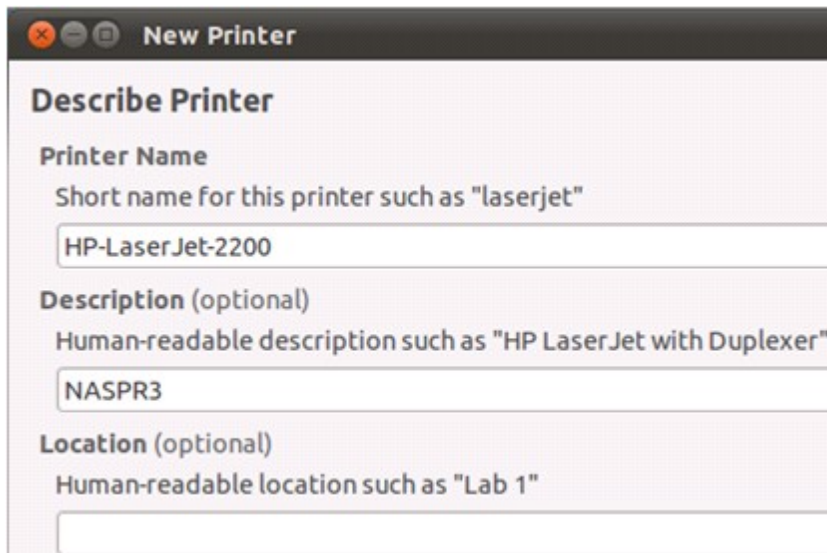 New Printer
Describe Printer
Printer Name
Short name for this printer such as "laserjet"
HP-LaserJet-2200
Description (optional)
Human-readable description such as "HP LaserJet with Duplexer"
NASPR3
Location (optional)
Human-readable location such as "Lab 1"